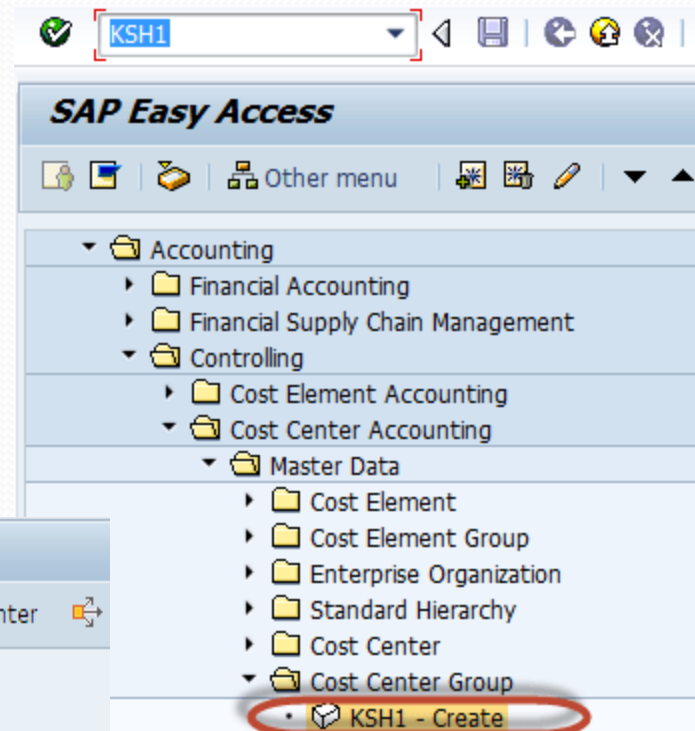 KSH1
SAP Easy Access
Other menu
Accounting
Financial Accounting
Financial Supply Chain Management
Controlling
Cost Element Accounting
Cost Center Accounting
Master Data
Cost Element
Cost Element Group
Enterprise Organization
Standard Hierarchy
Cost Center
Cost Center Group
KSH1 - Create